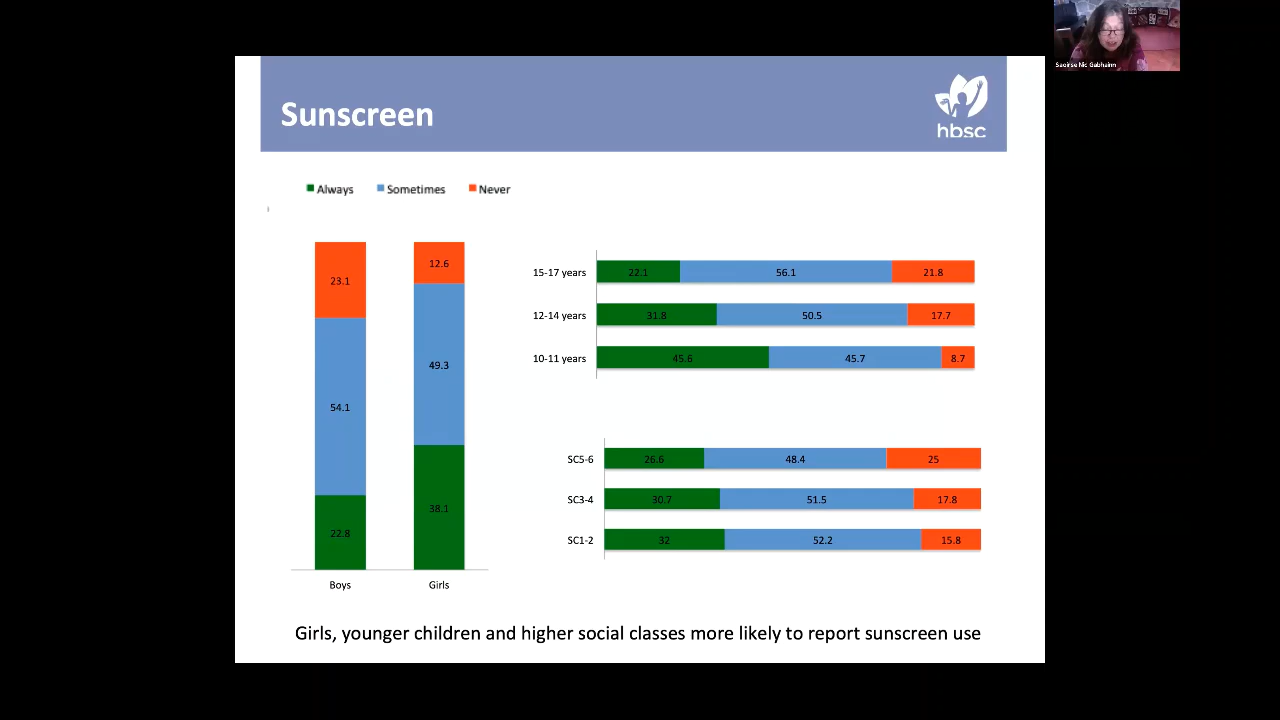 Saoirse Nic Gabhainn
Sunscreen
hbsc
Always Sometimes Never
23.1
54.1
22.8
Boys
12.6
49.3
38.1
Girls
15-17 years 22.1 56.1 21.8
12-14 years 31.8 50.5 17.7
10-11 years 45.6 45.7 8.7
SC5-6 26.6 48.4 25
SC3-4 30.7 51.5 17.8
SC1-2 32 52.2 15.8
Girls, younger children and higher social classes more likely to report sunscreen use